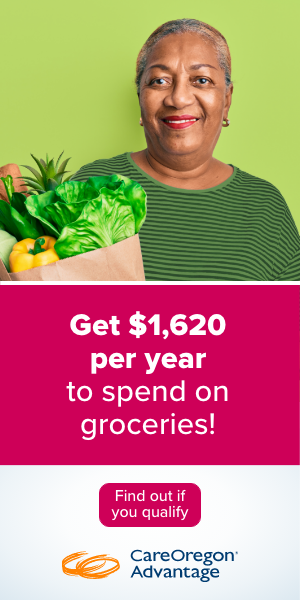 Get $1,620
per year
to spend on
groceries!
Find out if
you qualify
CareOregon®
Advantage